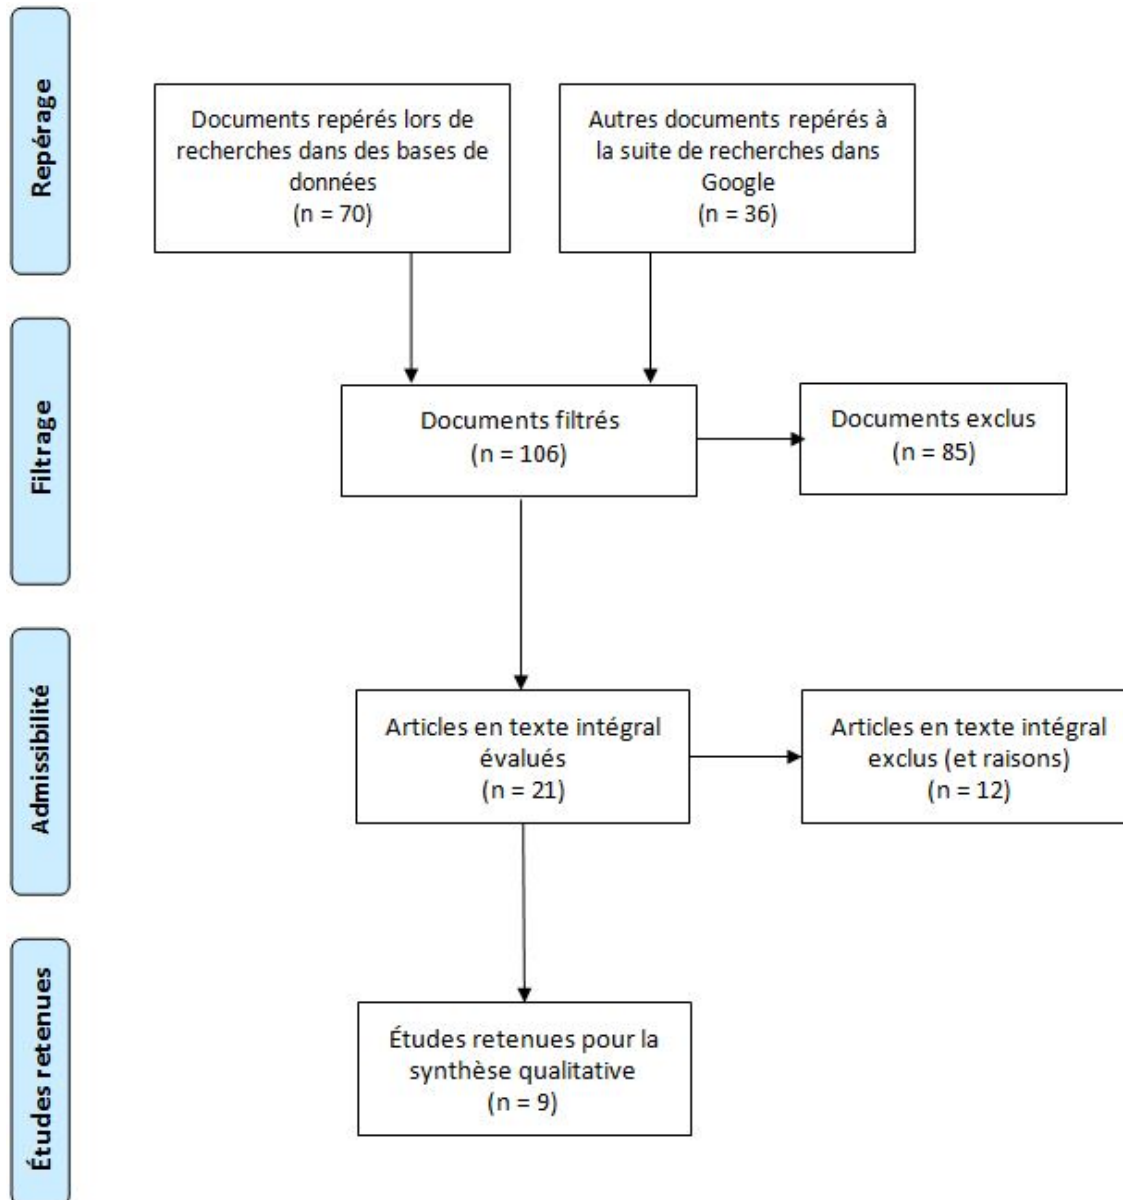 Repérage
Documents repérés lors de
recherches dans des bases de
données
(n = 70)
Autres documents repérés à
la suite de recherches dans
Google
(n = 36)
Filtrage
Documents filtrés
(n = 106)
Documents exclus
(n = 85)
Admissibilité
Articles en texte intégral
évalués
(n = 21)
Articles en texte intégral
exclus (et raisons)
(n = 12)
Études retenues
Études retenues pour la
synthèse qualitative
(n = 9)